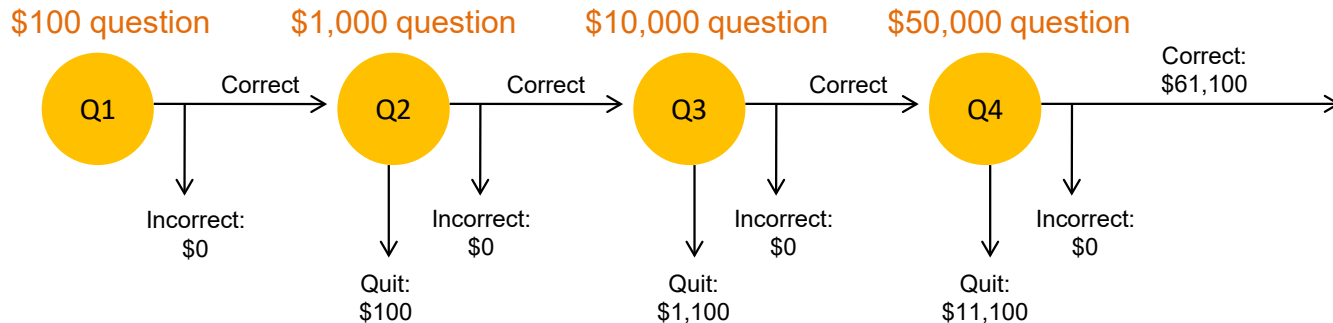 $100 question
$1,000 question
$10,000 question
$50,000 question
Q1
Correct
Q2
Correct
Q3
Correct
Q4
Correct:
$61,100
Incorrect:
$0
Incorrect:
$0
Incorrect:
$0
Incorrect:
$0
Quit:
$100
Quit:
$1,100
Quit:
$11,100